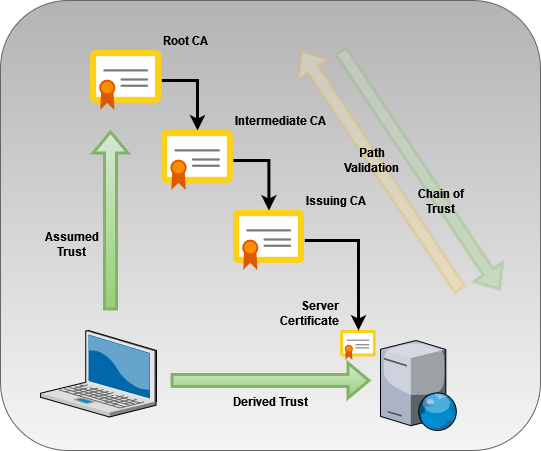 Root CA
Intermediate CA
Path
Validation
Issuing CA
Chain of
Trust
Assumed
Trust
Server
Certificate
Derived Trust